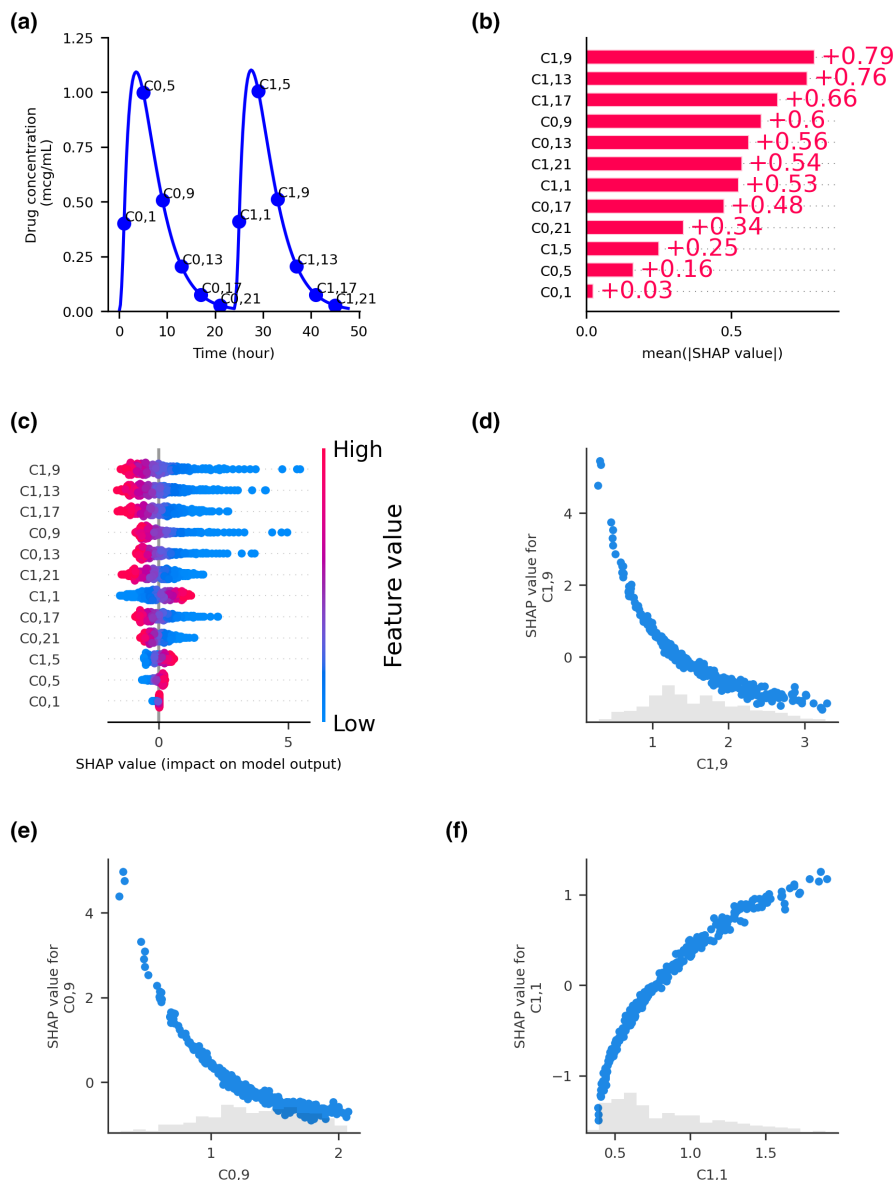 (a)
1.25
1.00
0.75
0.50
0.25
0.00
Drug concentration
(mcg/mL)
C0,5
C1,5
C0,9
C1,9
C0,1
C1,1
C0,13
C1,13
C0,17
C1,17
C0,21
C1,21
0 10 20 30 40 50
Time (hour)
(b)
C1,9 +0.79
C1,13 +0.76
C1,17 +0.66
C0,9 +0.6
C0,13 +0.56
C1,21 +0.54
C1,1 +0.53
C0,17 +0.48
C0,21 +0.34
C1,5 +0.25
C0,5 +0.16
C0,1 +0.03
0.0 0.5
mean(|SHAP value|)
(c)
C1,9
C1,13
C1,17
C0,9
C0,13
C1,21
C1,1
C0,17
C0,21
C1,5
C0,5
C0,1
0 5
SHAP value (impact on model output)
High
Feature value
Low
(d)
4
2
0
SHAP value for
C1,9
1 2 3
C1,9
(e)
4
2
0
SHAP value for
C0,9
1 2
C0,9
(f)
1
0
−1
SHAP value for
C1,1
0.5 1.0 1.5
C1,1